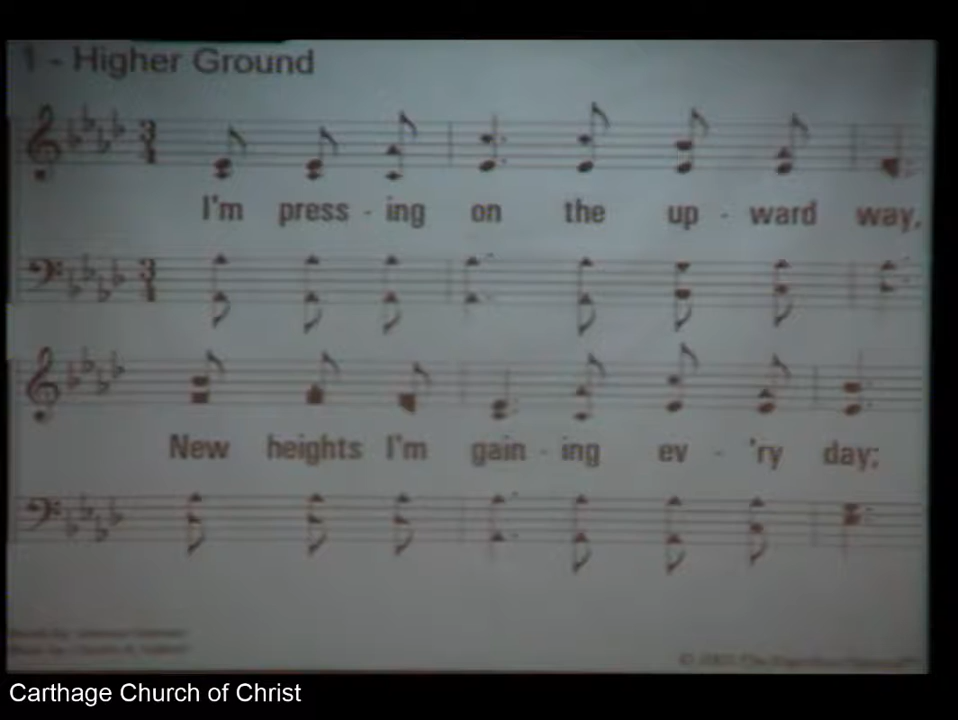 1 - Higher Ground
I'm press - ing on the up - ward way,
New heights I'm gain - ing ev - 'ry day;
Carthage Church of Christ